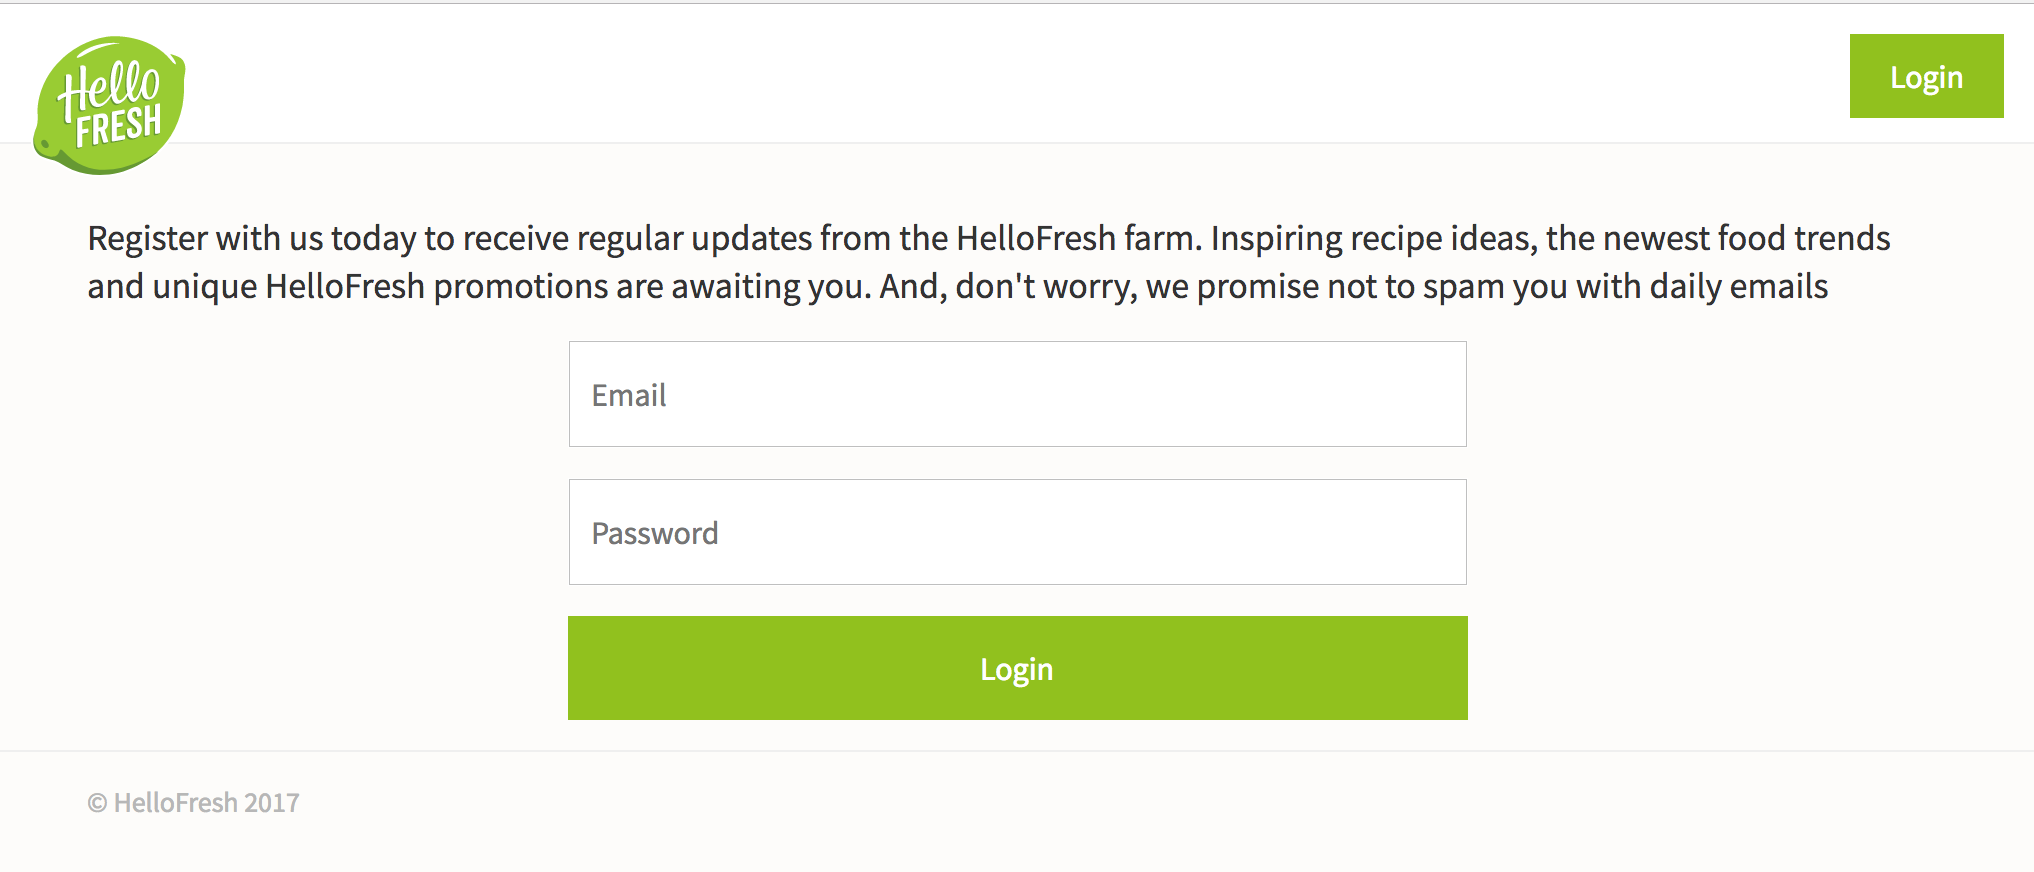 Hello
FRESH
Login
Register with us today to receive regular updates from the HelloFresh farm. Inspiring recipe ideas, the newest food trends
and unique HelloFresh promotions are awaiting you. And, don't worry, we promise not to spam you with daily emails
Email
Password
Login
© HelloFresh 2017